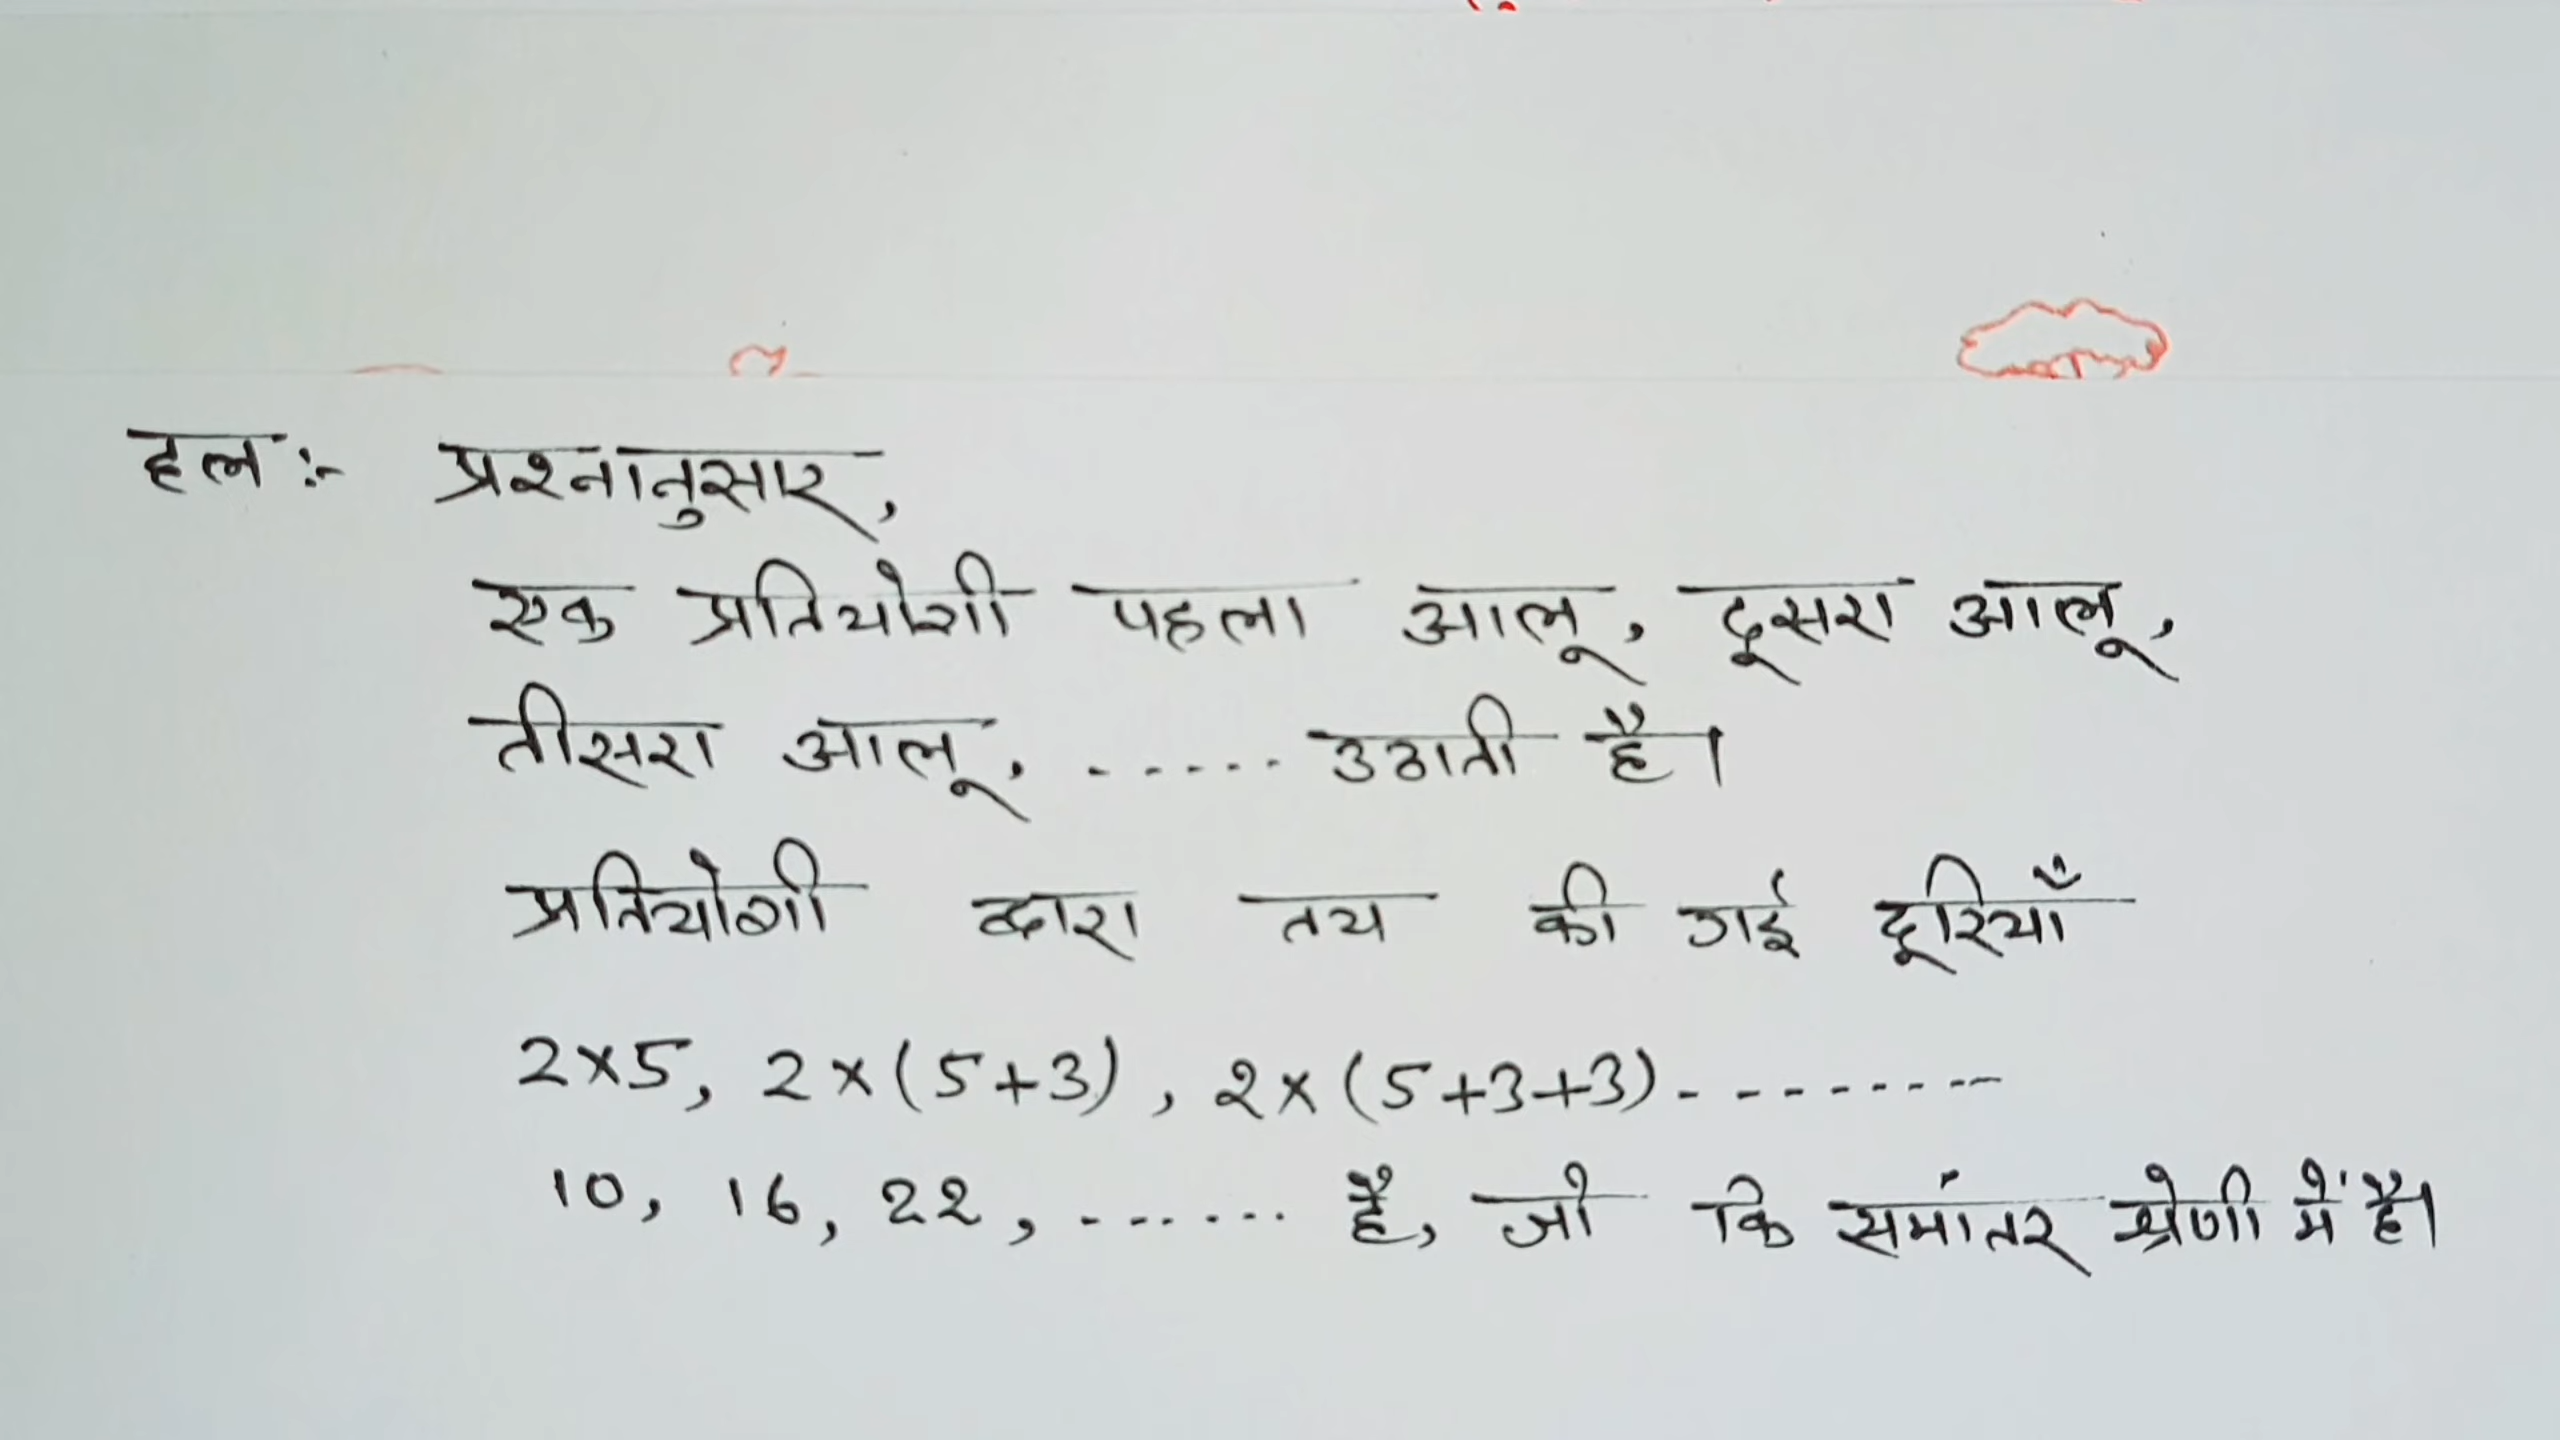 हल :- प्रश्नानुसार,
एक प्रतियोगी पहला आलू, दूसरा आलू,
तीसरा आलू, ...... उठाती है।
प्रतियोगी द्वारा तय की गई दूरियाँ
2×5, 2×(5+3), 2×(5+3+3)---------
10, 16, 22, ------- है, जो कि समांतर श्रेणी में है।